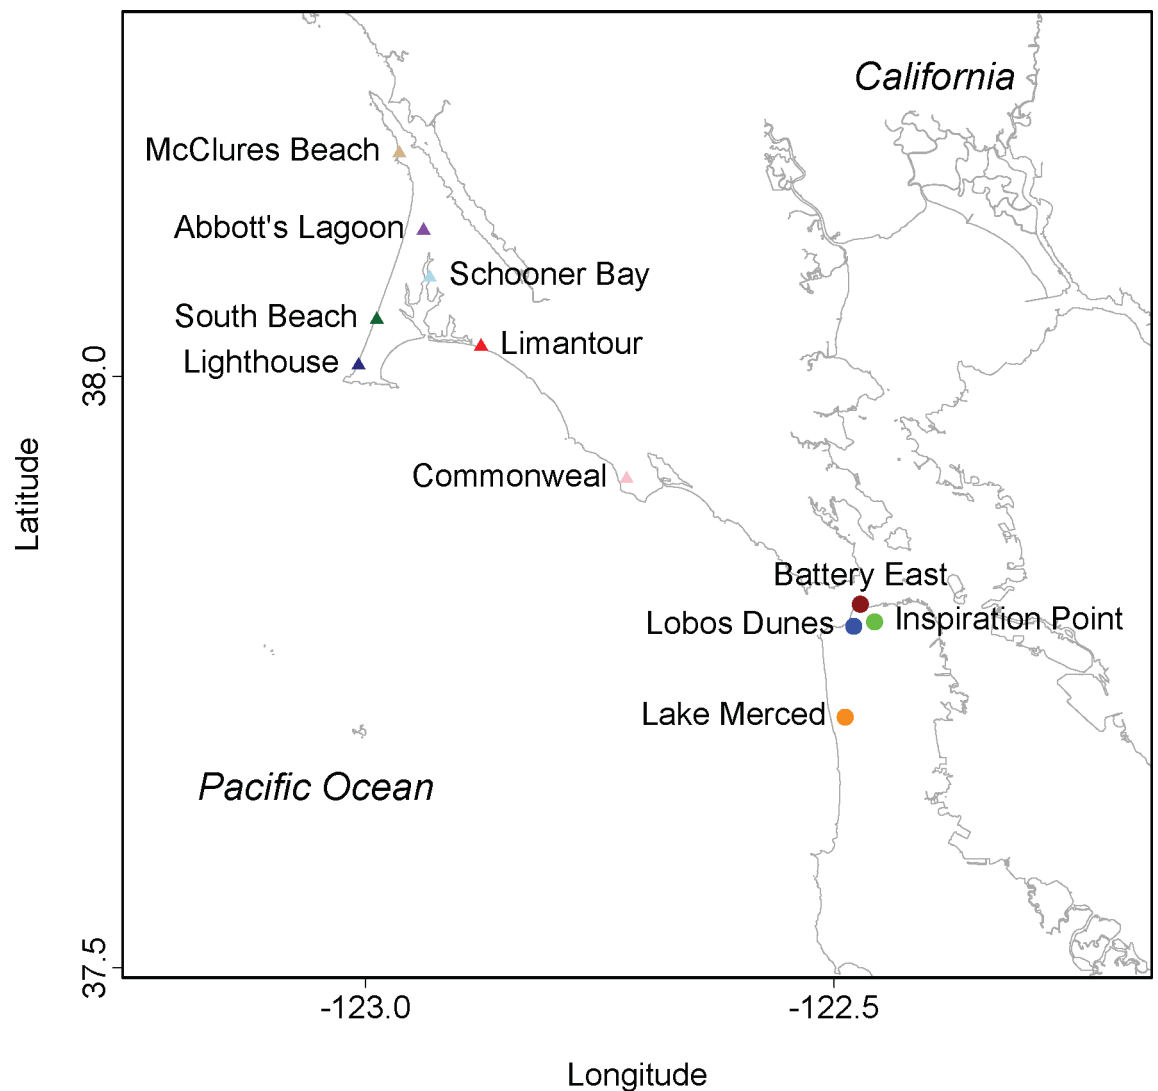 California
McClures Beach
Abbott's Lagoon
Schooner Bay
South Beach
Limantour
Lighthouse
38.0
Commonweal
Latitude
Battery East
Lobos Dunes
Inspiration Point
Lake Merced
Pacific Ocean
37.5
-123.0
-122.5
Longitude